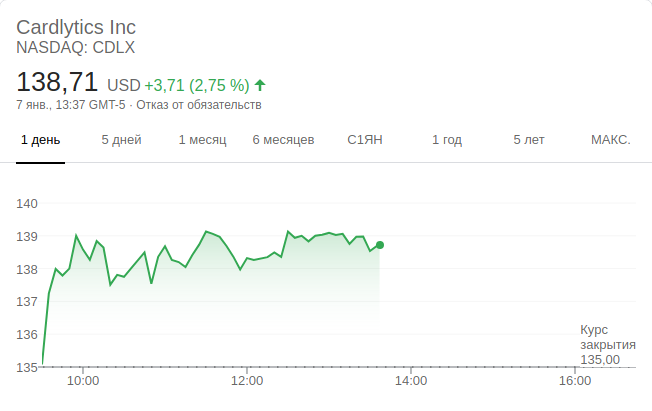 Cardlytics Inc
NASDAQ: CDLX
138,71 USD +3,71 (2,75 %)
7 янв., 13:37 GMT-5 · Отказ от обязательств
1 день 5 дней 1 месяц 6 месяцев С1ЯН 1 год 5 лет МАКС.
140
139
138
137
136
135
Курс
закрытия
135,00
10:00 12:00 14:00 16:00